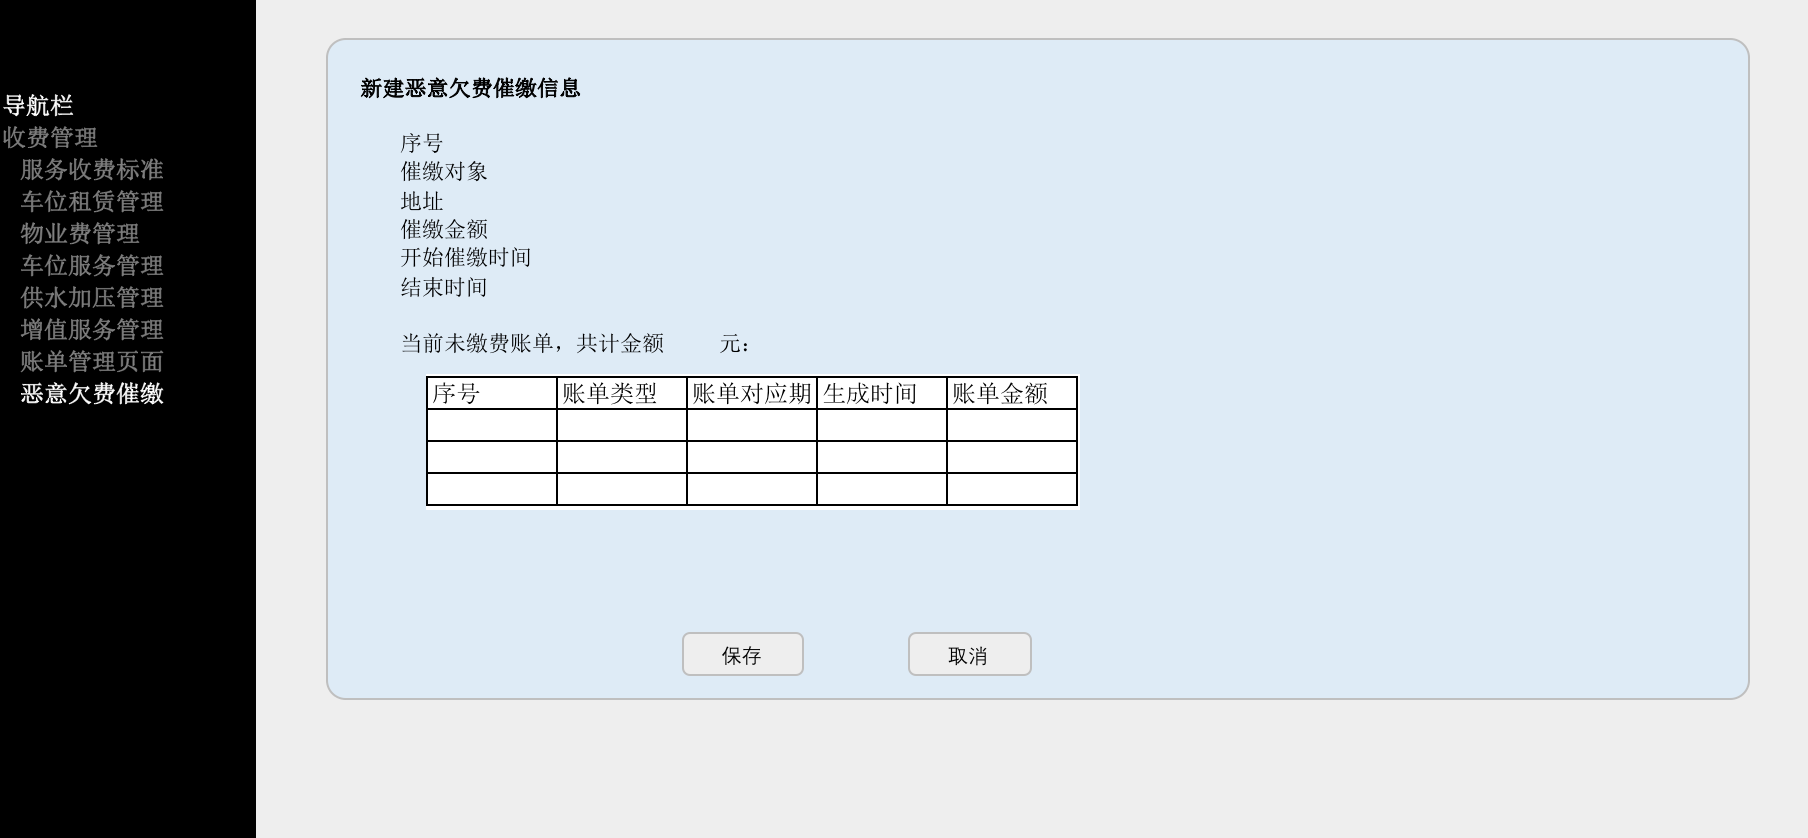 导航栏
收费管理
服务收费标准
车位租赁管理
物业费管理
车位服务管理
供水加压管理
增值服务管理
账单管理页面
恶意欠费催缴
新建恶意欠费催缴信息
序号
催缴对象
地址
催缴金额
开始催缴时间
结束时间
当前未缴费账单，共计金额 元：
序号 账单类型 账单对应期 生成时间 账单金额
保存 取消